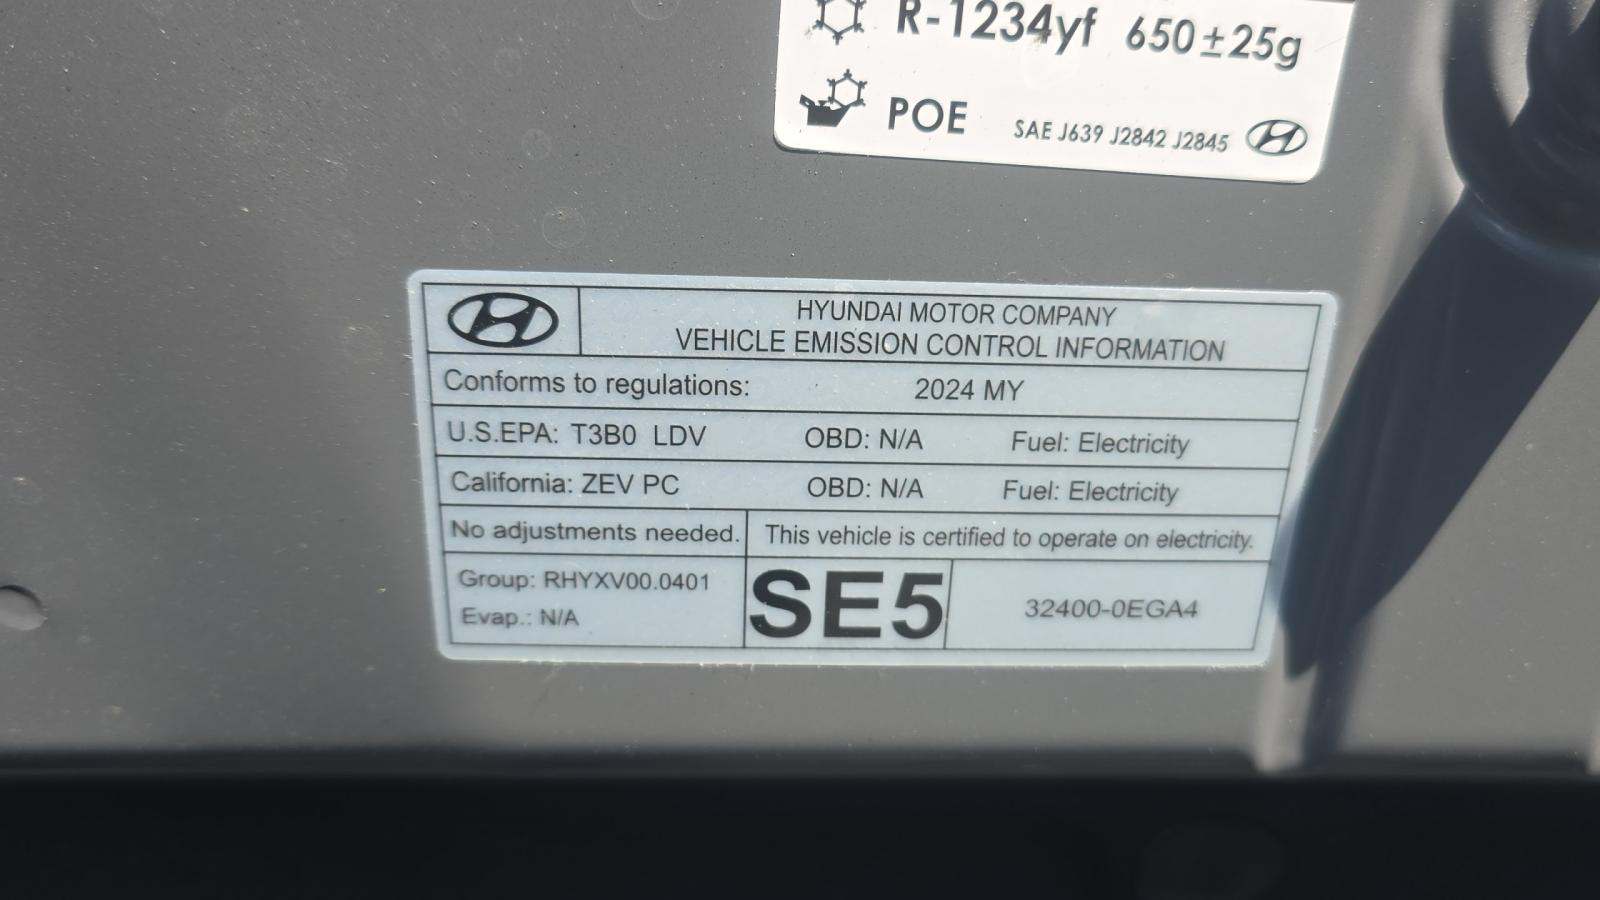 R-1234yf 650±25g
POE SAE J639 J2842 J2845
HYUNDAI MOTOR COMPANY
VEHICLE EMISSION CONTROL INFORMATION
Conforms to regulations: 2024 MY
U.S.EPA: T3B0 LDV OBD: N/A Fuel: Electricity
California: ZEV PC OBD: N/A Fuel: Electricity
No adjustments needed. This vehicle is certified to operate on electricity.
Group: RHYXV00.0401
Evap.: N/A
SE5
32400-0EGA4